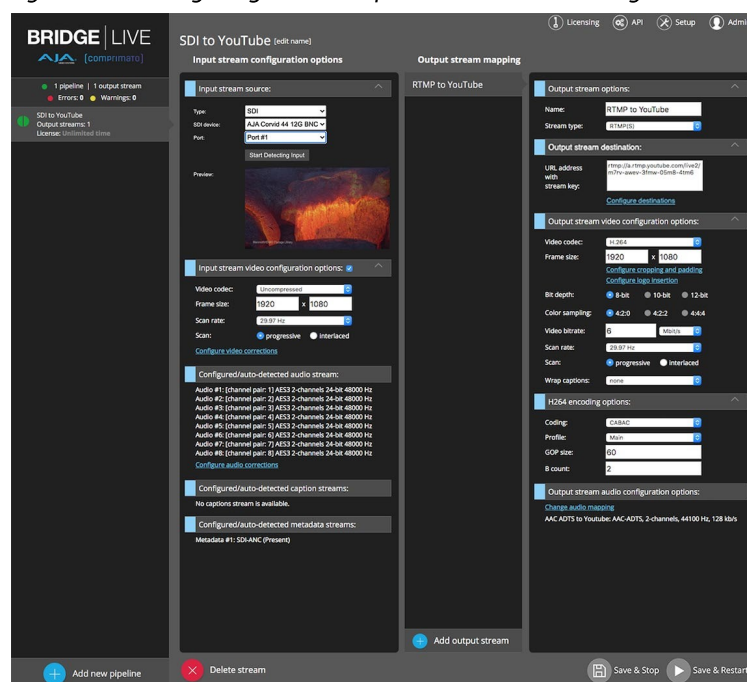 BRIDGE LIVE
AJA [comprimato]
Licensing API Setup Admi
SDI to YouTube [edit name]
Input stream configuration options
Output stream mapping
1 pipeline | 1 output stream
Errors: 0 Warnings: 0
SDI to YouTube
Output streams: 1
License: Unlimited time
Input stream source:
Type: SDI
SDI device: AJA Corvid 44 12G BNC
Port: Port #1
Start Detecting Input
Preview:
Input stream video configuration options:
Video codec: Uncompressed
Frame size: 1920 x 1080
Scan rate: 29.97 Hz
Scan: progressive interlaced
Configure video corrections
Configured/auto-detected audio stream:
Audio #1: [channel pair: 1] AES3 2-channels 24-bit 48000 Hz
Audio #2: [channel pair: 2] AES3 2-channels 24-bit 48000 Hz
Audio #3: [channel pair: 3] AES3 2-channels 24-bit 48000 Hz
Audio #4: [channel pair: 4] AES3 2-channels 24-bit 48000 Hz
Audio #5: [channel pair: 5] AES3 2-channels 24-bit 48000 Hz
Audio #6: [channel pair: 6] AES3 2-channels 24-bit 48000 Hz
Audio #7: [channel pair: 7] AES3 2-channels 24-bit 48000 Hz
Audio #8: [channel pair: 8] AES3 2-channels 24-bit 48000 Hz
Configure audio corrections
Configured/auto-detected caption streams:
No captions stream is available.
Configured/auto-detected metadata streams:
Metadata #1: SDI-ANC (Present)
RTMP to YouTube
Add output stream
Output stream options:
Name: RTMP to YouTube
Stream type: RTMP(S)
Output stream destination:
URL address with stream key:
rtmp://a.rtmp.youtube.com/live2/
m7rv-awev-3fmw-05m8-4tm6
Configure destinations
Output stream video configuration options:
Video codec: H.264
Frame size: 1920 x 1080
Configure cropping and padding
Configure logo insertion
Bit depth: 8-bit 10-bit 12-bit
Color sampling: 4:2:0 4:2:2 4:4:4
Video bitrate: 6 Mbit/s
Scan rate: 29.97 Hz
Scan: progressive interlaced
Wrap captions: none
H264 encoding options:
Coding: CABAC
Profile: Main
GOP size: 60
B count: 2
Output stream audio configuration options:
Change audio mapping
AAC ADTS to Youtube: AAC-ADTS, 2-channels, 44100 Hz, 128 kb/s
Add new pipeline
Delete stream
Save & Stop
Save & Restart